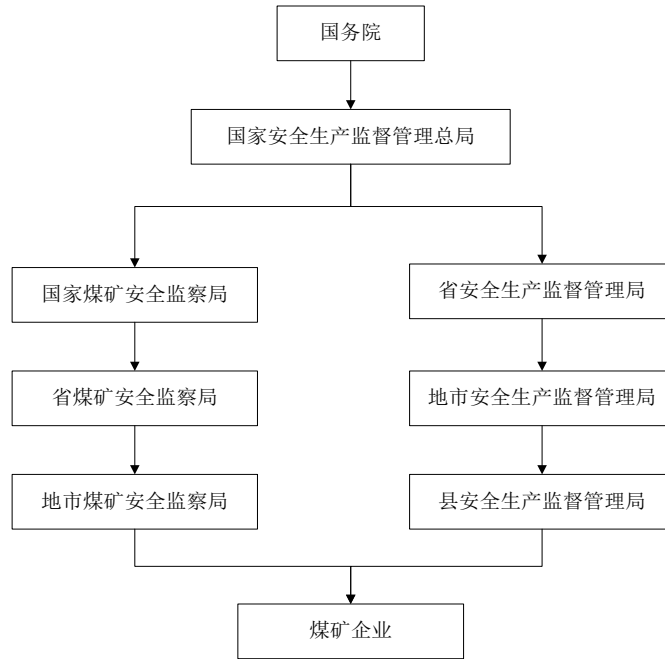 国务院
国家安全生产监督管理总局
国家煤矿安全监察局
省安全生产监督管理局
省煤矿安全监察局
地市安全生产监督管理局
地市煤矿安全监察局
县安全生产监督管理局
煤矿企业